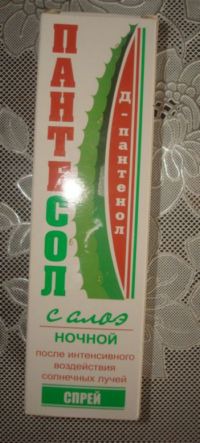 ПАНТЕСОЛ
Д-пантенол
с алоэ
НОЧНОЙ
после интенсивного
воздействия
солнечных лучей
СПРЕЙ